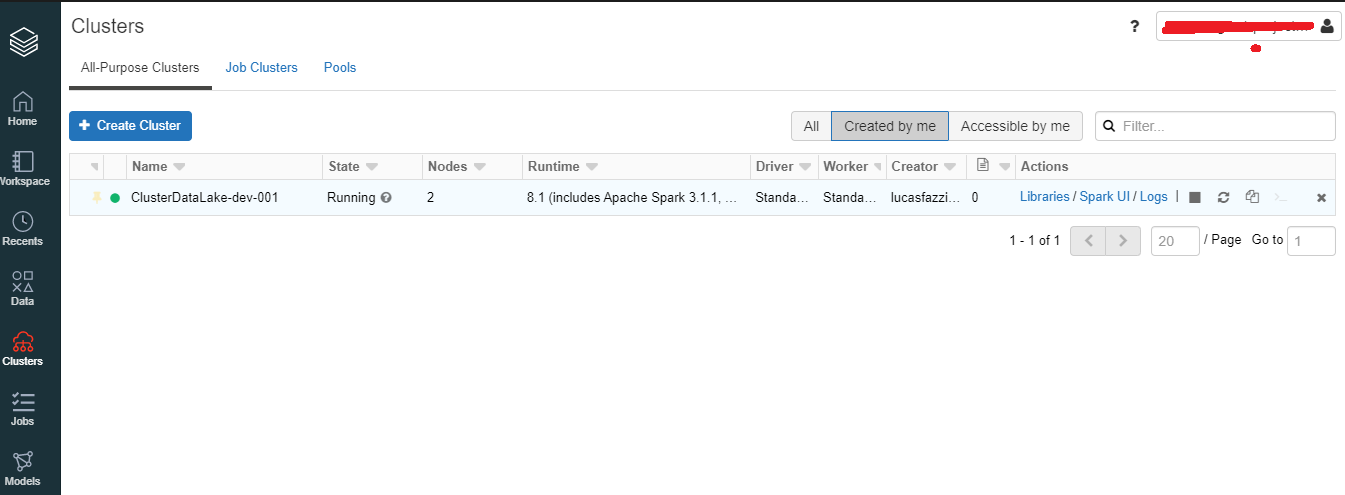 Clusters
?
All-Purpose Clusters Job Clusters Pools
Home
+ Create Cluster
All Created by me Accessible by me Filter...
Name State Nodes Runtime Driver Worker Creator Actions
Workspace
ClusterDataLake-dev-001 Running 2 8.1 (includes Apache Spark 3.1.1, ... Standa... Standa... lucasfazzi... 0 Libraries / Spark UI / Logs |
Recents
1 - 1 of 1 20 / Page Go to 1
Data
Clusters
Jobs
Models